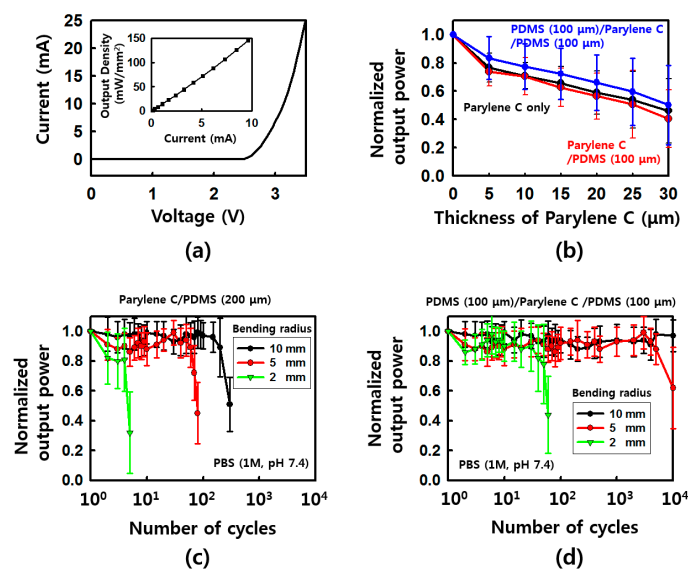 25
20
15
10
5
0
Current (mA)
0
1
2
3
Voltage (V)
150
100
50
0
Output Density
(mW/mm²)
0
5
10
Current (mA)
(a)
1.0
0.8
0.6
0.4
0.2
0.0
Normalized
output power
PDMS (100 μm)/Parylene C
/PDMS (100 μm)
Parylene C only
Parylene C
/PDMS (100 μm)
0
5
10
15
20
25
30
Thickness of Parylene C (μm)
(b)
Parylene C/PDMS (200 μm)
1.0
0.8
0.6
0.4
0.2
0.0
Normalized
output power
Bending radius
10 mm
5 mm
2 mm
PBS (1M, pH 7.4)
10⁰
10¹
10²
10³
10⁴
Number of cycles
(c)
PDMS (100 μm)/Parylene C /PDMS (100 μm)
1.0
0.8
0.6
0.4
0.2
0.0
Normalized
output power
Bending radius
10 mm
5 mm
2 mm
PBS (1M, pH 7.4)
10⁰
10¹
10²
10³
10⁴
Number of cycles
(d)